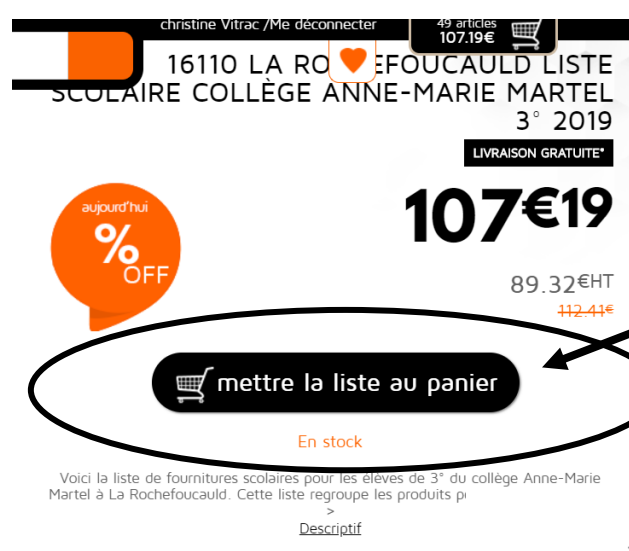 christine Vitrac /Me déconnecter
49 articles
107.19€
16110 LA RO EFOUCAULD LISTE
SCOLAIRE COLLÈGE ANNE-MARIE MARTEL
3° 2019
LIVRAISON GRATUITE*
107€19
aujourd'hui
%
OFF
89.32€HT
112.41€
mettre la liste au panier
En stock
Voici la liste de fournitures scolaires pour les élèves de 3° du collège Anne-Marie
Martel à La Rochefoucauld. Cette liste regroupe les produits
>
Descriptif